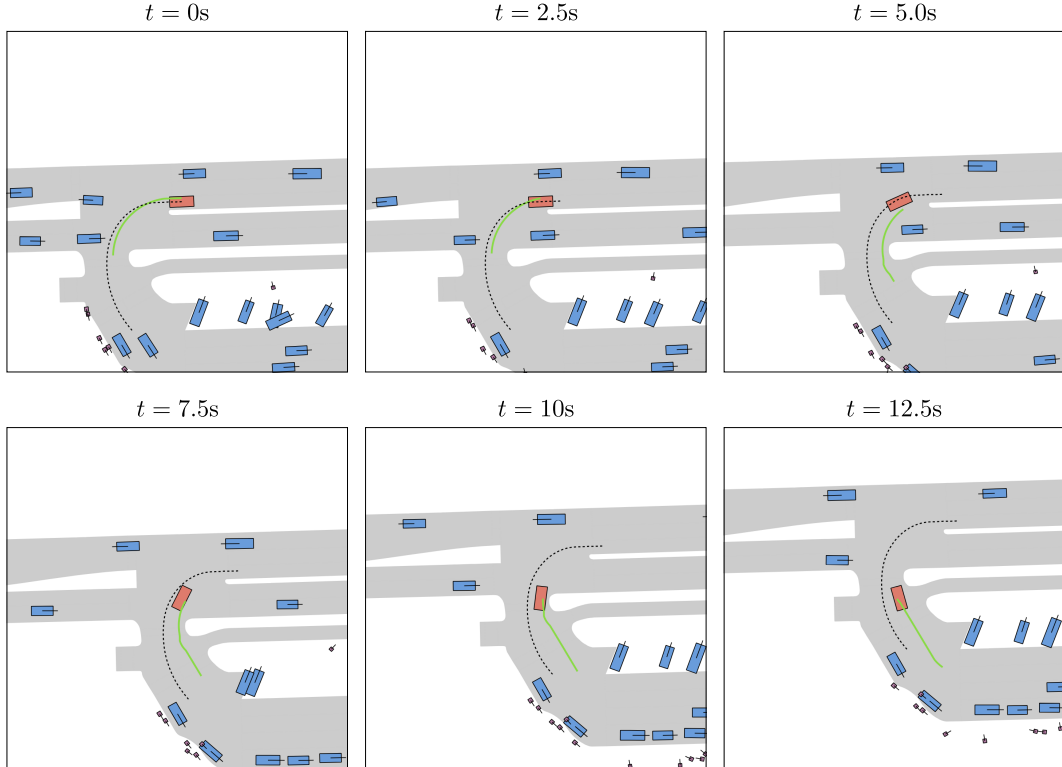 t = 0s
t = 2.5s
t = 5.0s
t = 7.5s
t = 10s
t = 12.5s